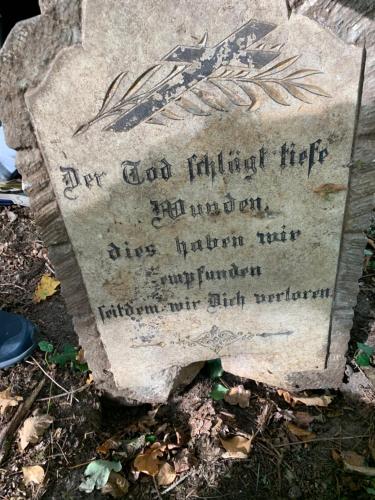 Der Tod schlägt tiefe
Wunden,
dies haben wir
empfunden
seitdem wir Dich verloren.